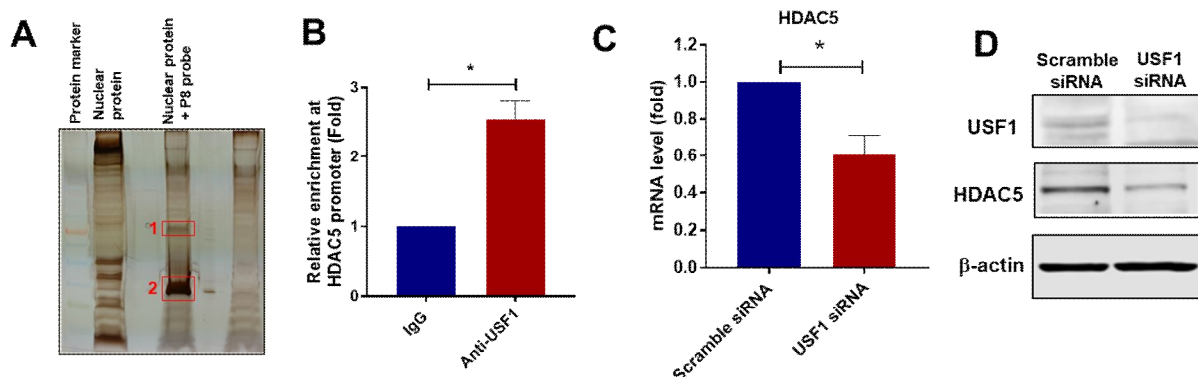 A
Protein marker
Nuclear
protein
Nuclear protein
+ P8 probe
1
2
B
*
Relative enrichment at
HDAC5 promoter (Fold)
3
2
1
0
IgG
Anti-USF1
C
HDAC5
*
mRNA level (fold)
1.2
1.0
0.8
0.6
0.4
0.2
0.0
Scramble siRNA
USF1 siRNA
D
Scramble
siRNA
USF1
siRNA
USF1
HDAC5
β-actin